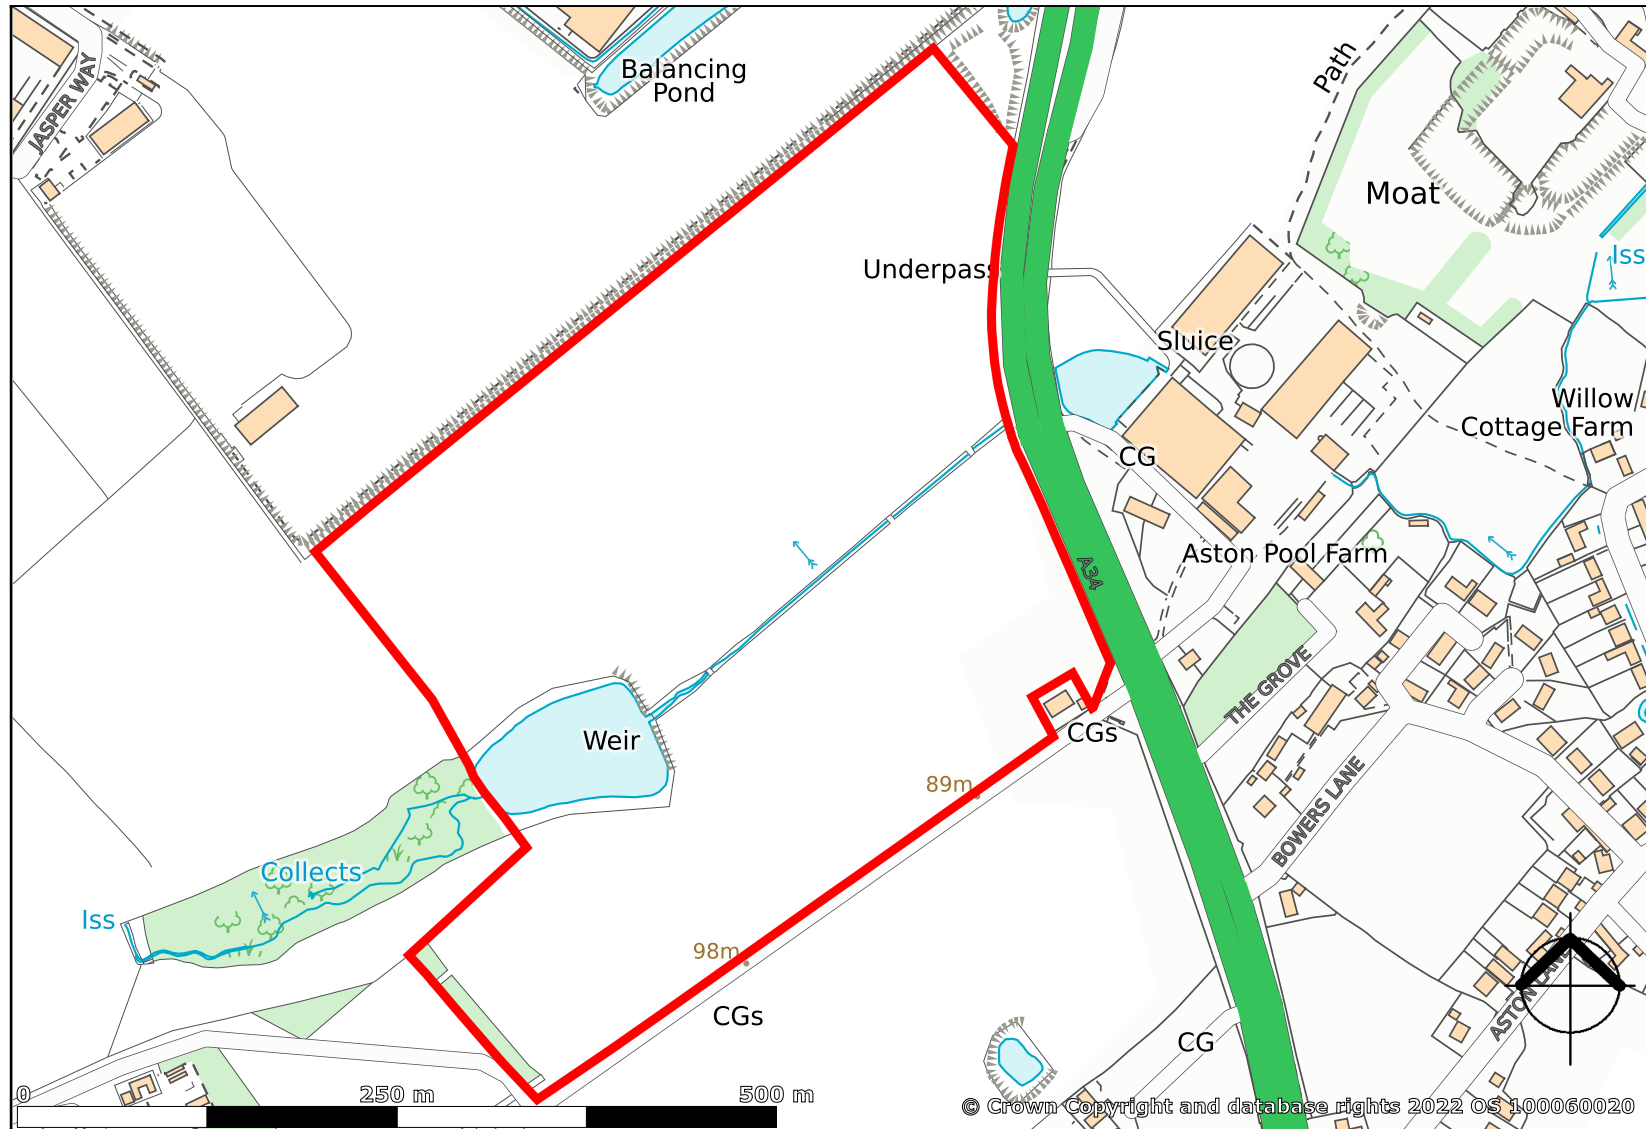 JASPER WAY
Balancing
Pond
Path
Moat
Iss
Underpass
Sluice
Willow
Cottage Farm
CG
Aston Pool Farm
A34
THE GROVE
Weir
CGs
89m
BOWERS LANE
Collects
Iss
98m
CGs
CG
ASTON LANE
0
250 m
500 m
© Crown Copyright and database rights 2022 OS 100060020